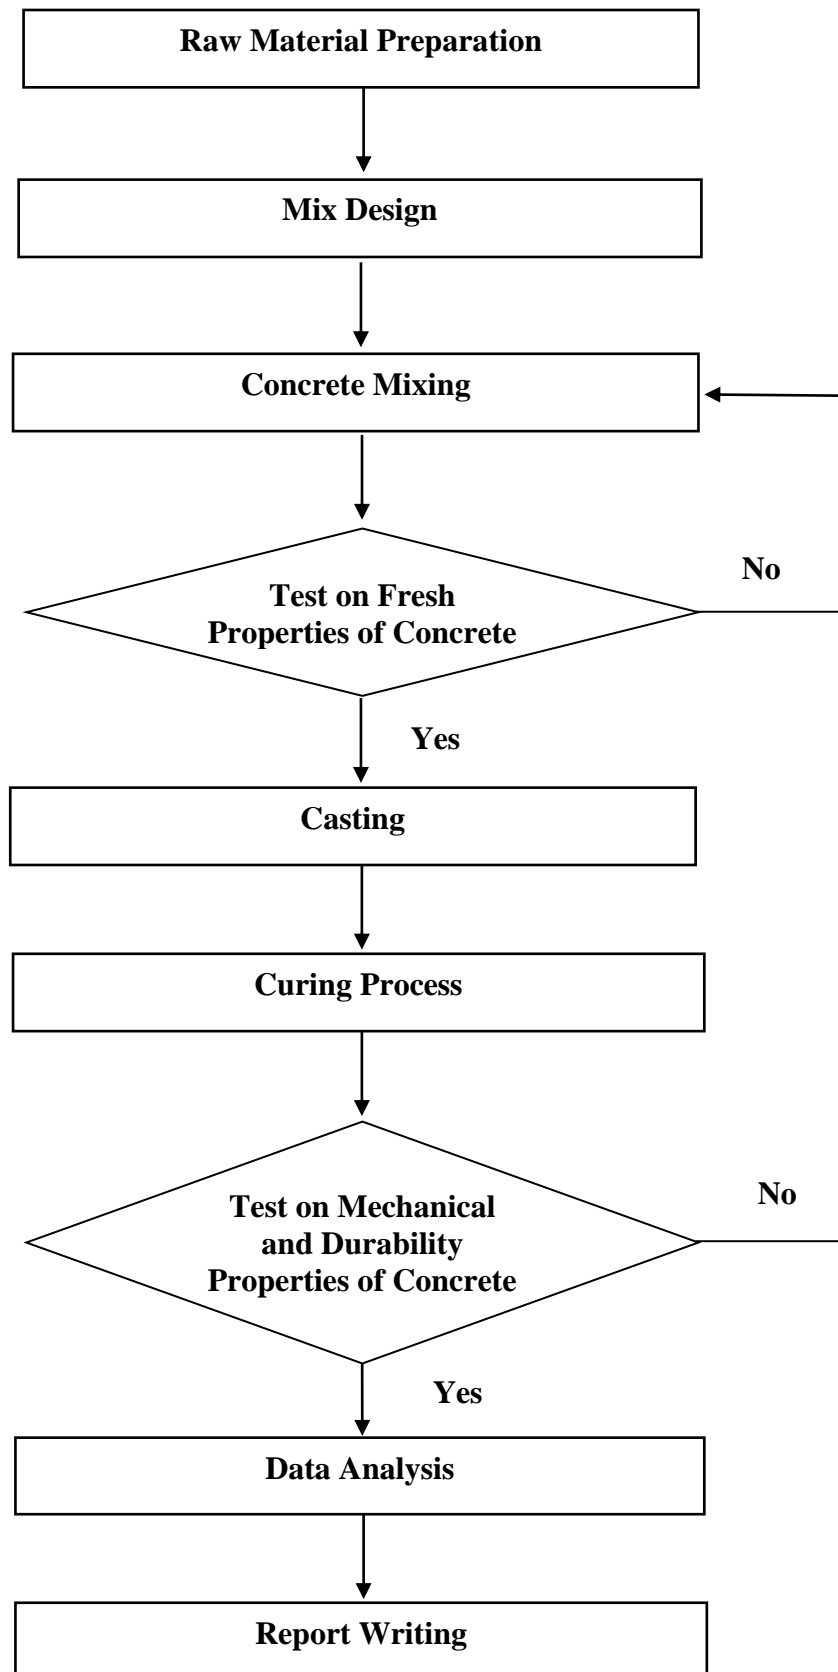 Raw Material Preparation
Mix Design
Concrete Mixing
Test on Fresh
Properties of Concrete
No
Yes
Casting
Curing Process
Test on Mechanical
and Durability
Properties of Concrete
No
Yes
Data Analysis
Report Writing